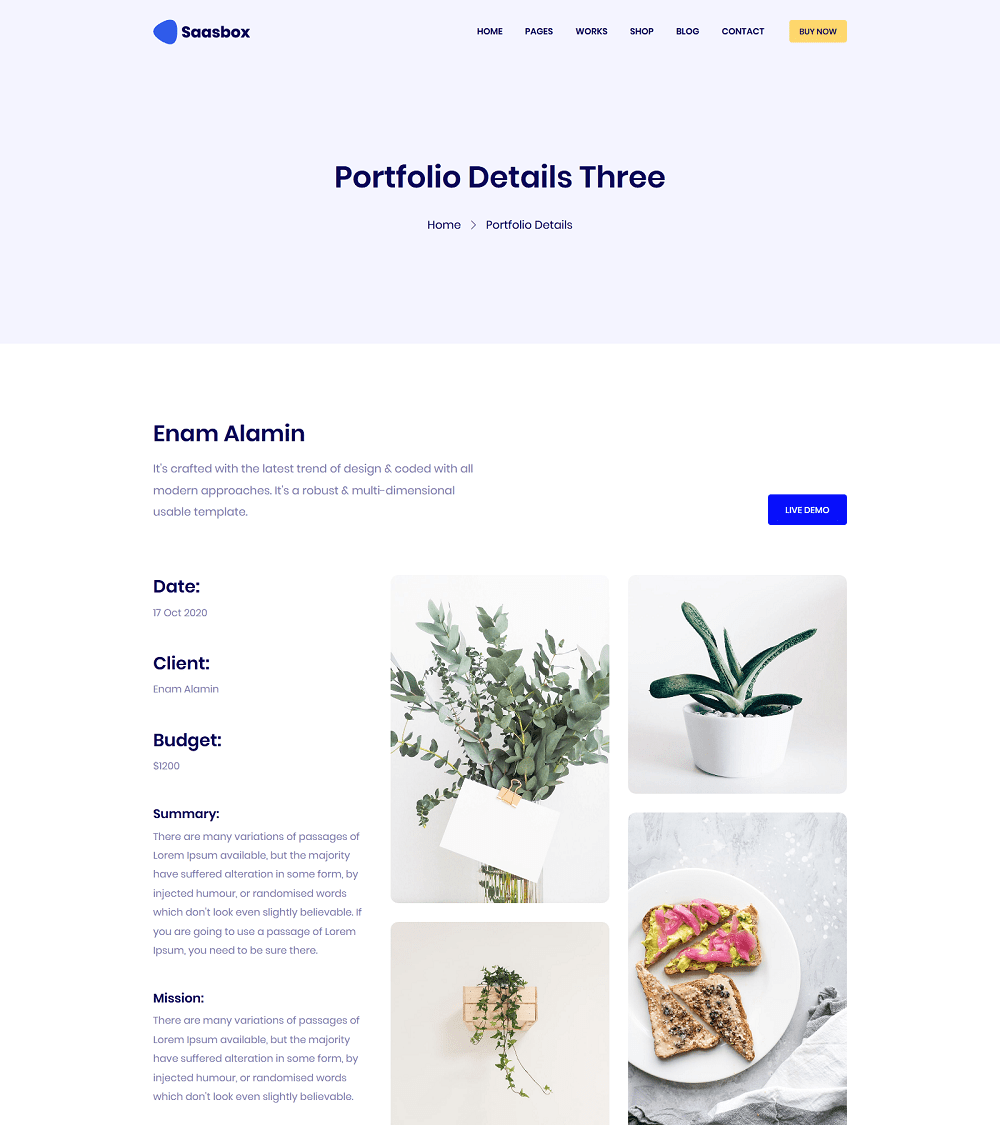 Saasbox
HOME PAGES WORKS SHOP BLOG CONTACT BUY NOW
Portfolio Details Three
Home > Portfolio Details
Enam Alamin
It's crafted with the latest trend of design & coded with all
modern approaches. It's a robust & multi-dimensional
usable template.
LIVE DEMO
Date:
17 Oct 2020
Client:
Enam Alamin
Budget:
$1200
Summary:
There are many variations of passages of
Lorem Ipsum available, but the majority
have suffered alteration in some form, by
injected humour, or randomised words
which don't look even slightly believable. If
you are going to use a passage of Lorem
Ipsum, you need to be sure there.
Mission:
There are many variations of passages of
Lorem Ipsum available, but the majority
have suffered alteration in some form, by
injected humour, or randomised words
which don't look even slightly believable.